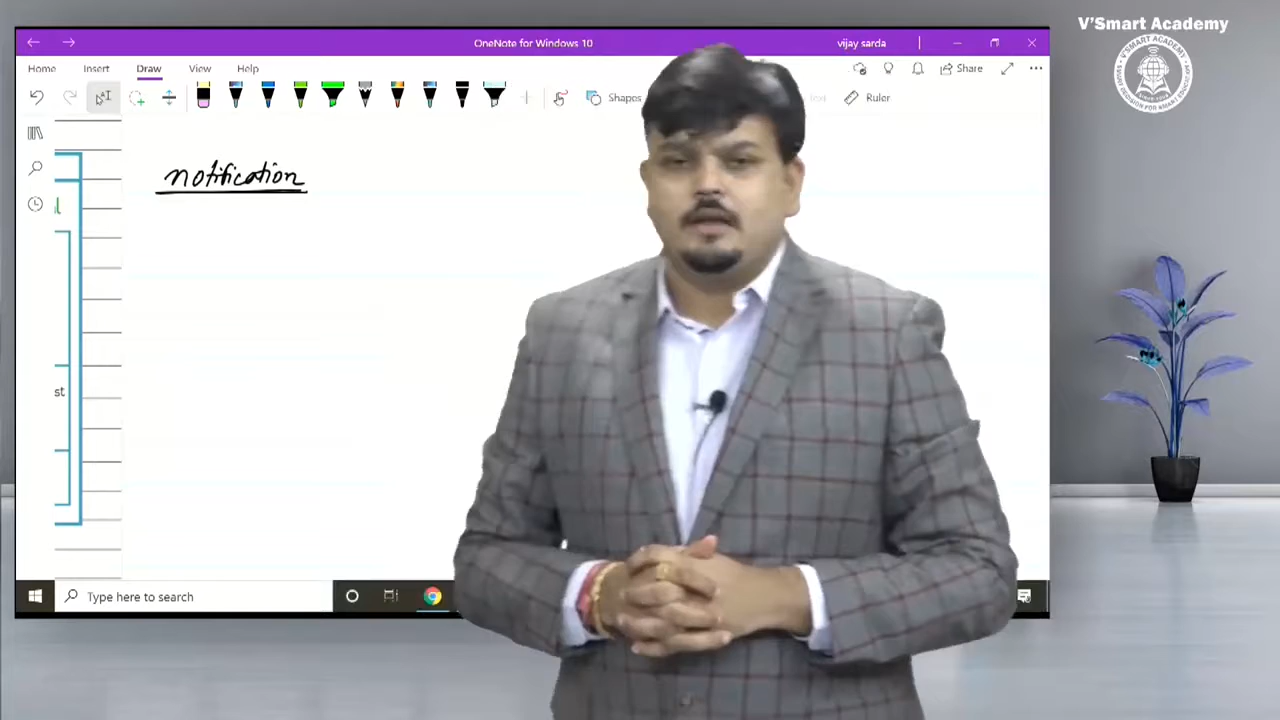 V'Smart Academy
OneNote for Windows 10
vijay sarda
Home
Insert
Draw
View
Help
Share
Shapes
Ruler
notification
st
Type here to search